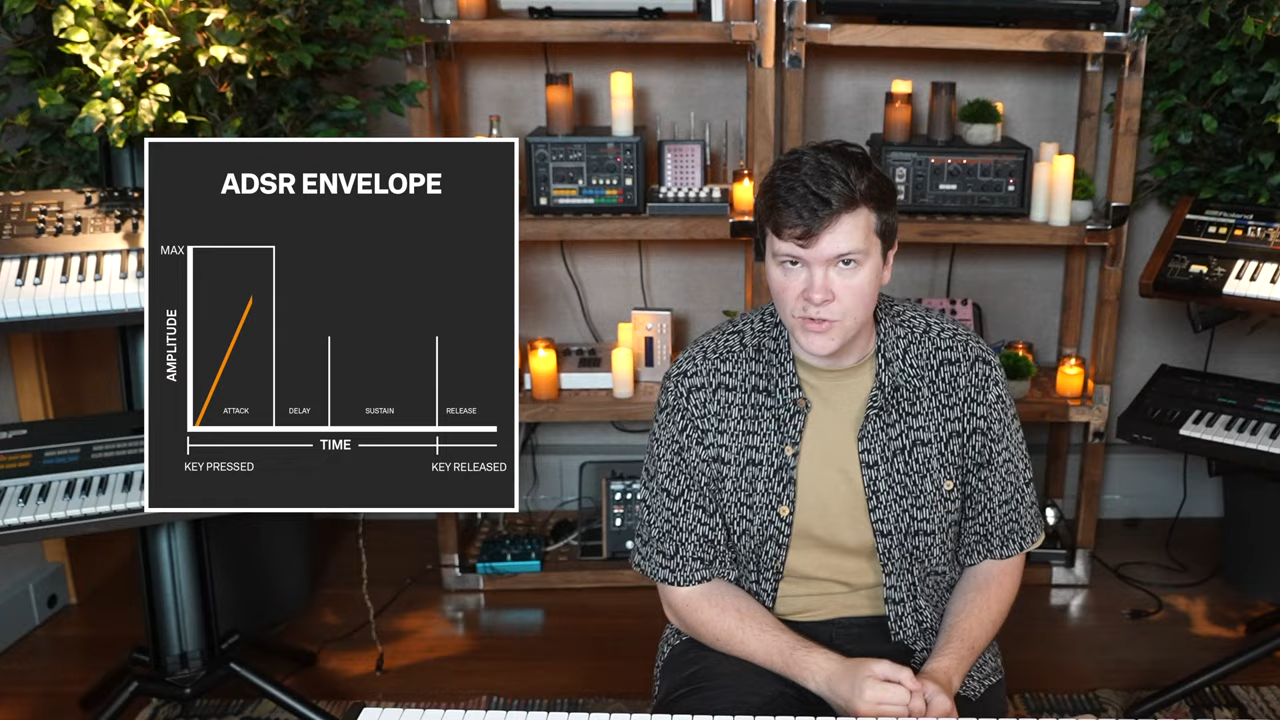 ADSR ENVELOPE
MAX
AMPLITUDE
ATTACK
DELAY
SUSTAIN
RELEASE
TIME
KEY PRESSED
KEY RELEASED
Roland